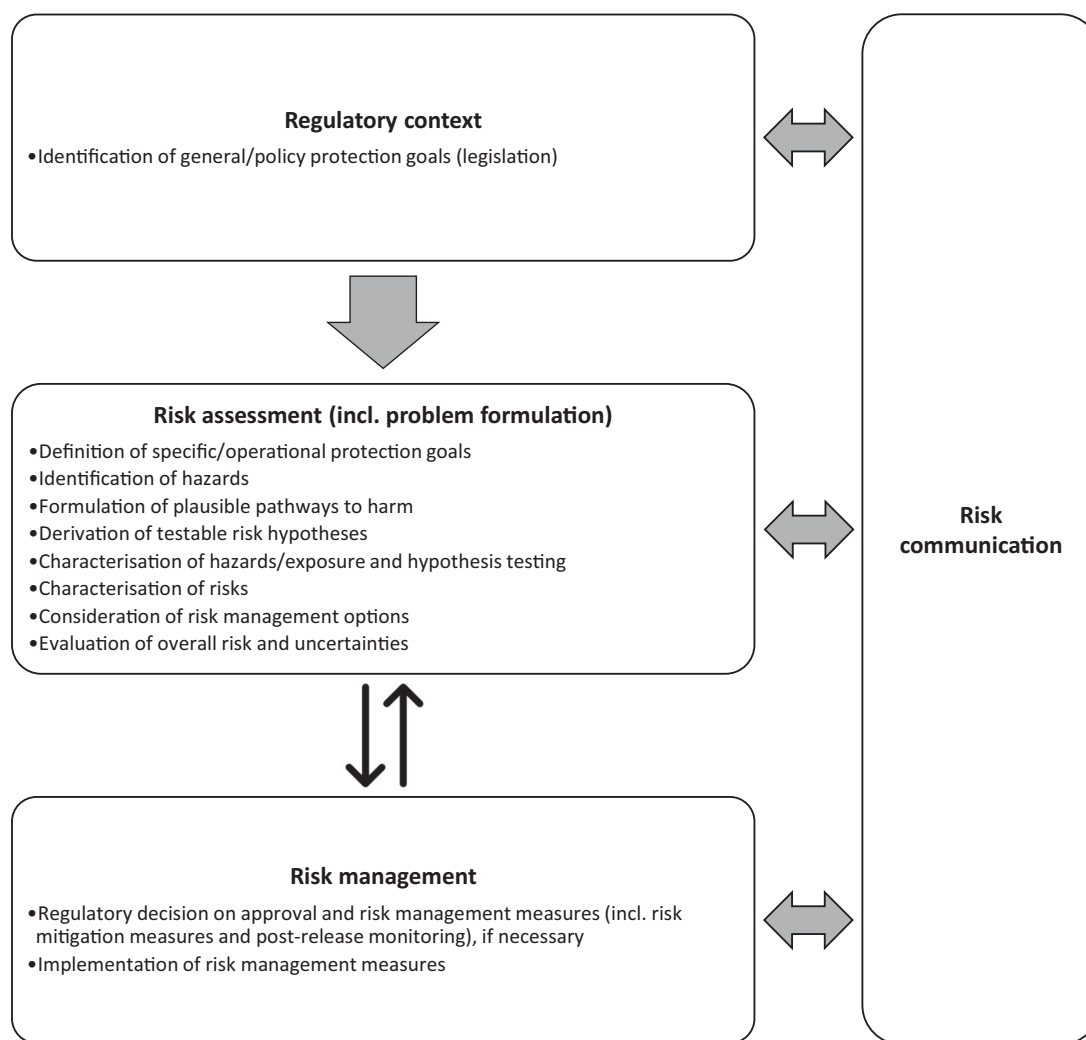 Regulatory context
•Identification of general/policy protection goals (legislation)
Risk assessment (incl. problem formulation)
•Definition of specific/operational protection goals
•Identification of hazards
•Formulation of plausible pathways to harm
•Derivation of testable risk hypotheses
•Characterisation of hazards/exposure and hypothesis testing
•Characterisation of risks
•Consideration of risk management options
•Evaluation of overall risk and uncertainties
Risk management
•Regulatory decision on approval and risk management measures (incl. risk
mitigation measures and post-release monitoring), if necessary
•Implementation of risk management measures
Risk
communication